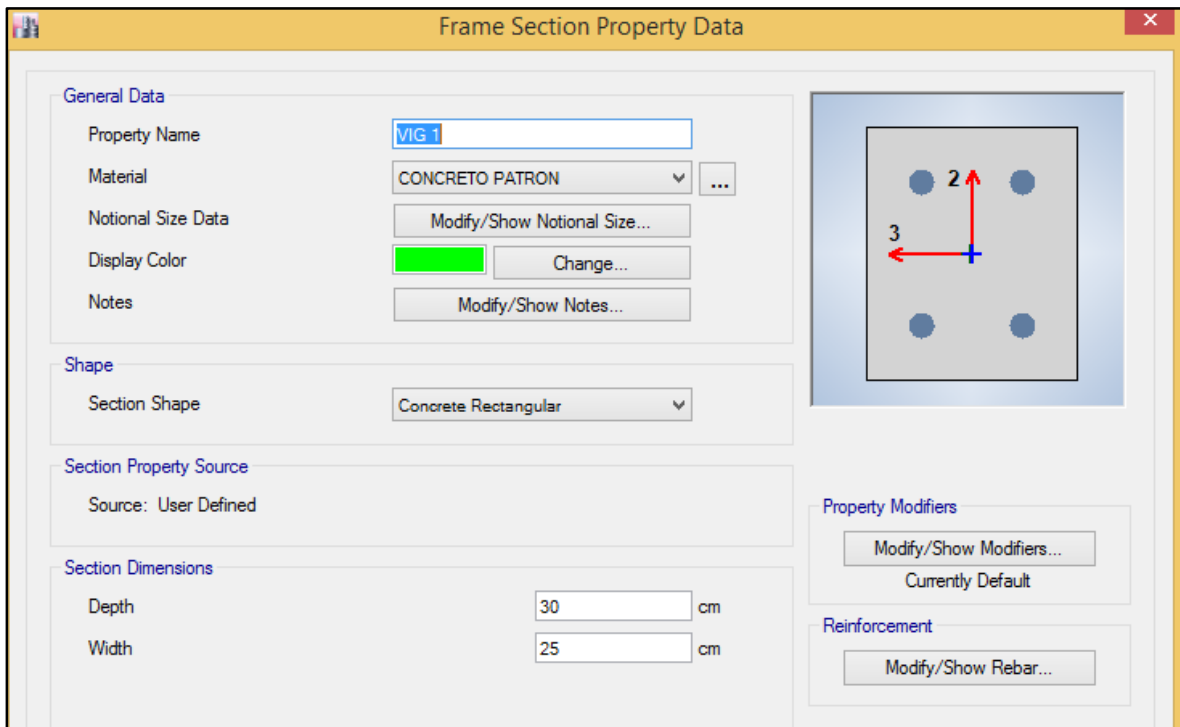 Frame Section Property Data
General Data
Property Name VIG 1
Material CONCRETO PATRON ...
Notional Size Data Modify/Show Notional Size...
Display Color Change...
Notes Modify/Show Notes...
2
3
Shape
Section Shape Concrete Rectangular
Section Property Source
Source: User Defined
Property Modifiers
Modify/Show Modifiers...
Currently Default
Section Dimensions
Depth 30 cm
Width 25 cm
Reinforcement
Modify/Show Rebar...